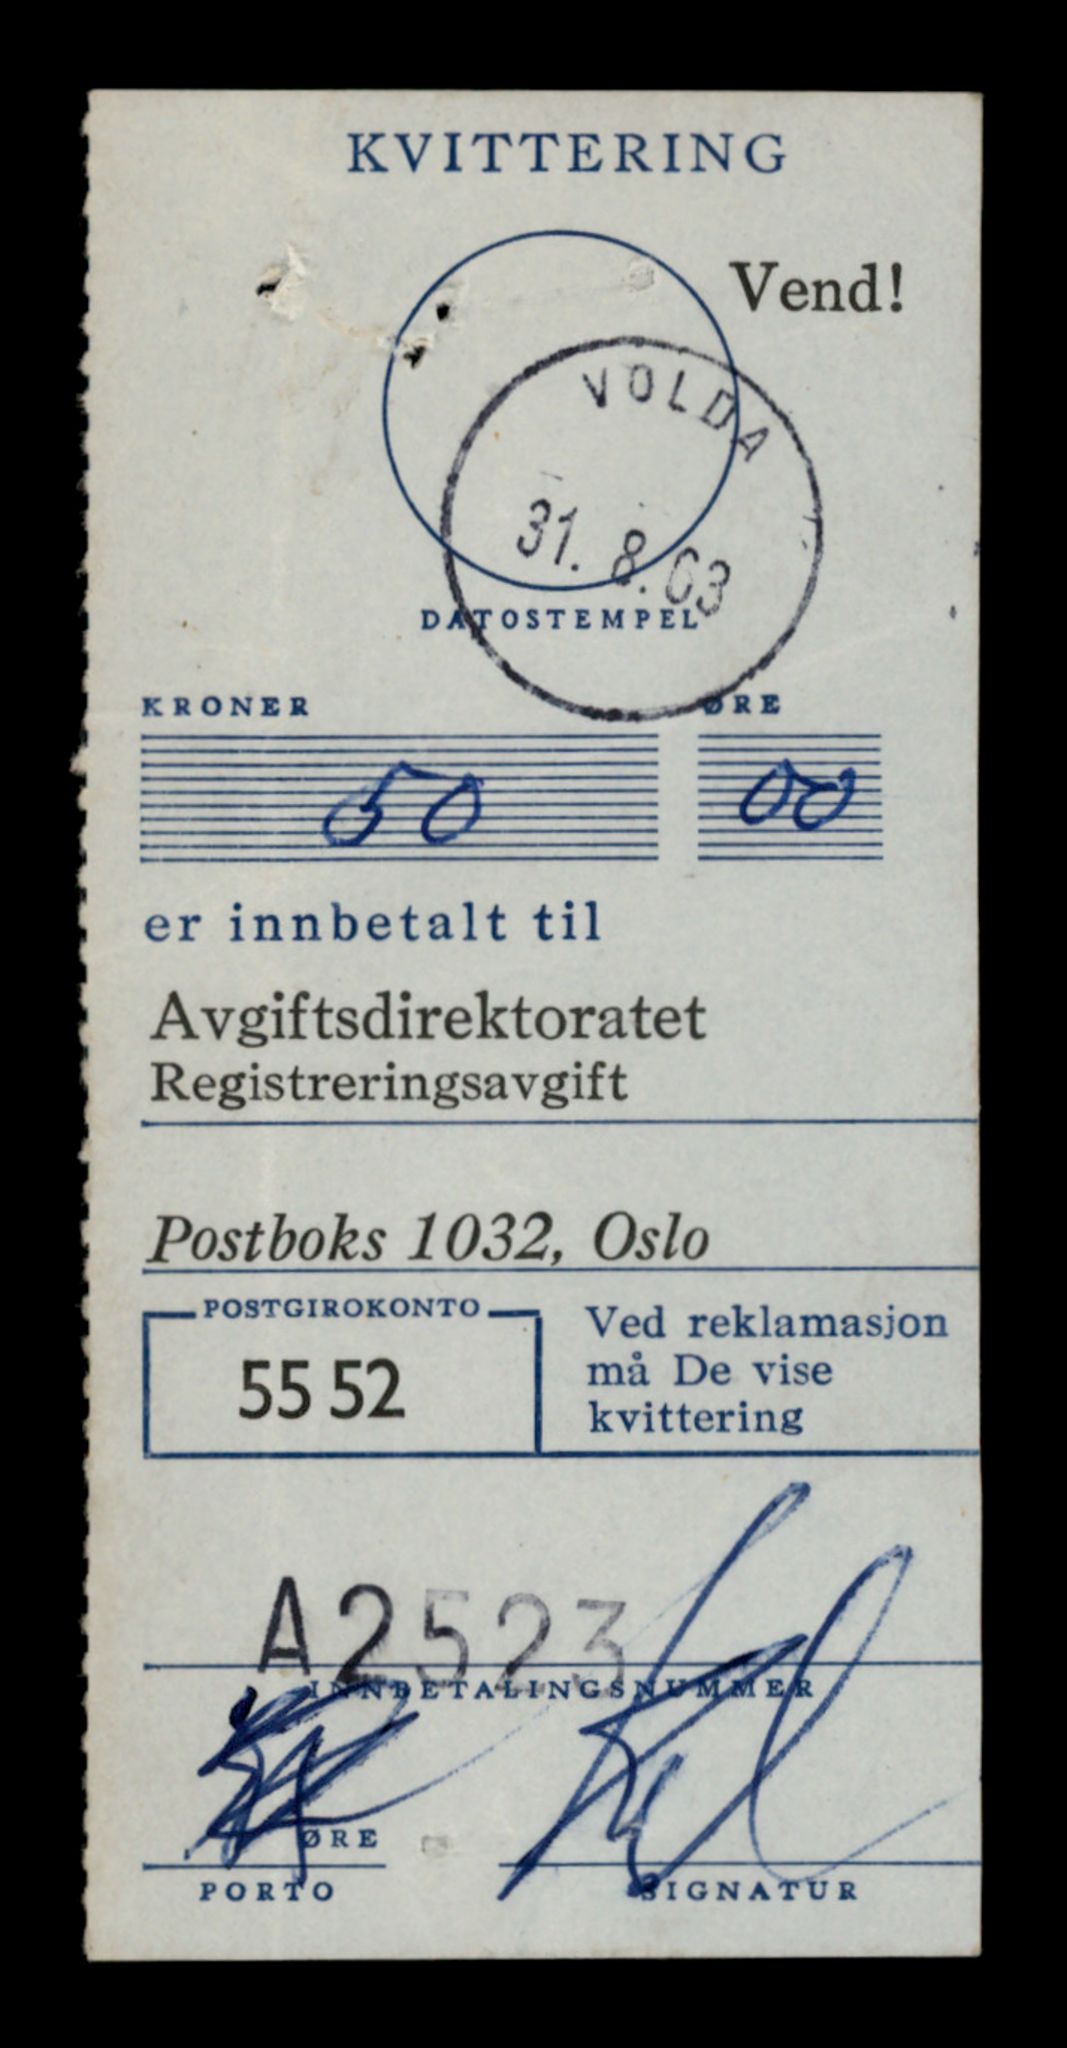 KVITTERING
Vend!
VOLDA
31. 8. 63
DATOSTEMPEL
KRONER ØRE
50 00
er innbetalt til
Avgiftsdirektoratet
Registreringsavgift
Postboks 1032, Oslo
POSTGIROKONTO
55 52
Ved reklamasjon
må De vise
kvittering
A2523
INNBETALINGSNUMMER
ØRE
PORTO
SIGNATUR